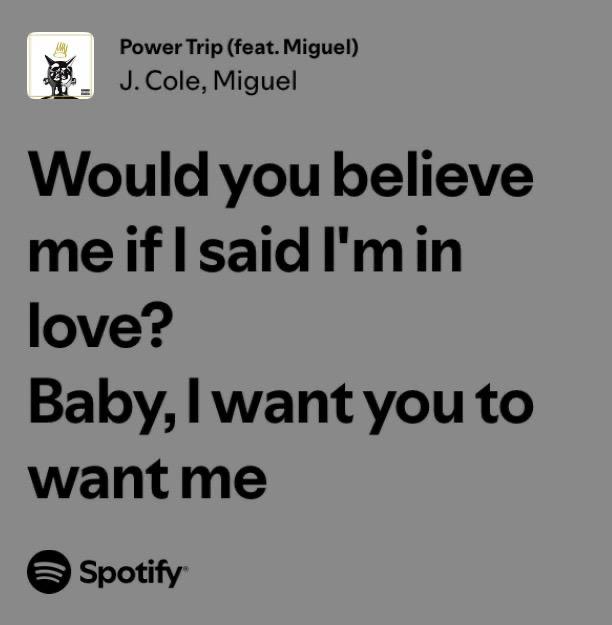 Power Trip (feat. Miguel)
J. Cole, Miguel
Would you believe
me if I said I'm in
love?
Baby, I want you to
want me
Spotify®